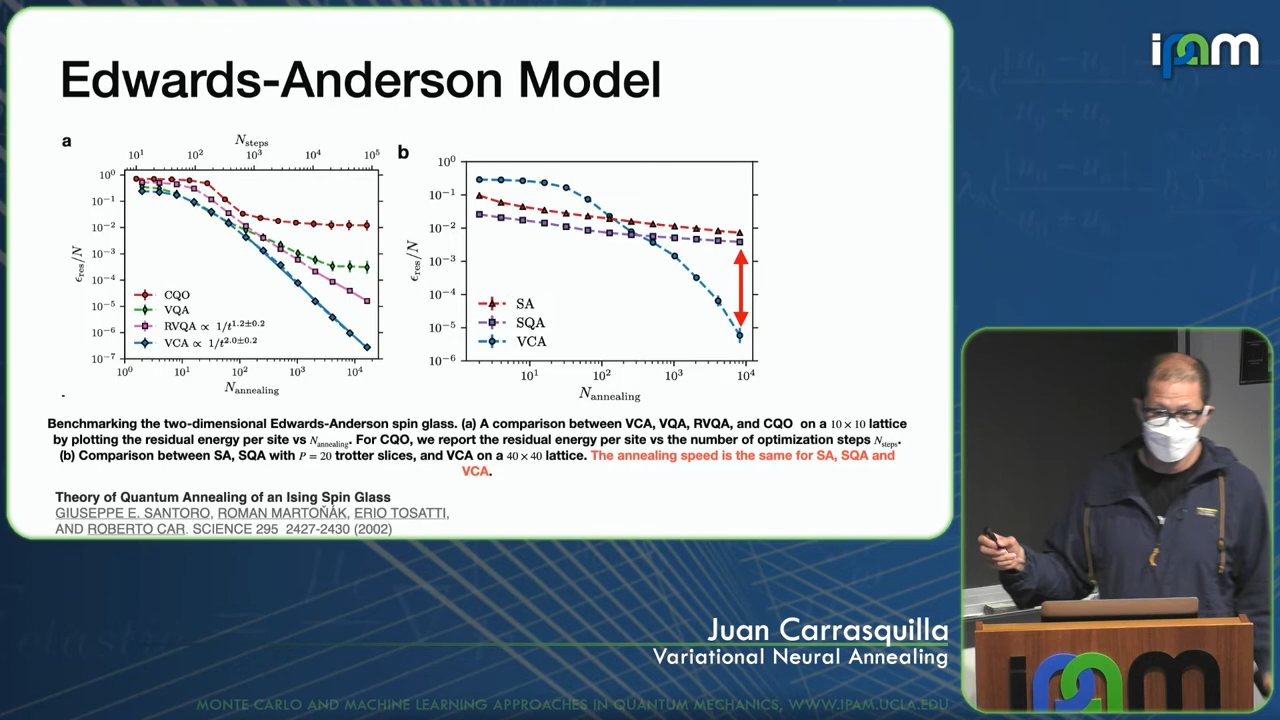 Edwards-Anderson Model
ipam
a
N_steps
10^1 10^2 10^3 10^4 10^5
10^0
10^-1
10^-2
10^-3
10^-4
10^-5
10^-6
10^-7
ϵ_res/N
CQO
VQA
RVQA ∝ 1/t^1.2±0.2
VCA ∝ 1/t^2.0±0.2
10^0 10^1 10^2 10^3 10^4
N_annealing
b
10^0
10^-1
10^-2
10^-3
10^-4
10^-5
10^-6
ϵ_res/N
SA
SQA
VCA
10^1 10^2 10^3 10^4
N_annealing
Benchmarking the two-dimensional Edwards-Anderson spin glass. (a) A comparison between VCA, VQA, RVQA, and CQO on a 10 × 10 lattice
by plotting the residual energy per site vs N_annealing. For CQO, we report the residual energy per site vs the number of optimization steps N_steps.
(b) Comparison between SA, SQA with P = 20 trotter slices, and VCA on a 40 × 40 lattice. The annealing speed is the same for SA, SQA and
VCA.
Theory of Quantum Annealing of an Ising Spin Glass
GIUSEPPE E. SANTORO, ROMAN MARTOŇÁK, ERIO TOSATTI,
AND ROBERTO CAR. SCIENCE 295 2427-2430 (2002)
Juan Carrasquilla
Variational Neural Annealing
ipam
MONTE CARLO AND MACHINE LEARNING APPROACHES IN QUANTUM MECHANICS, WWW.IPAM.UCLA.EDU